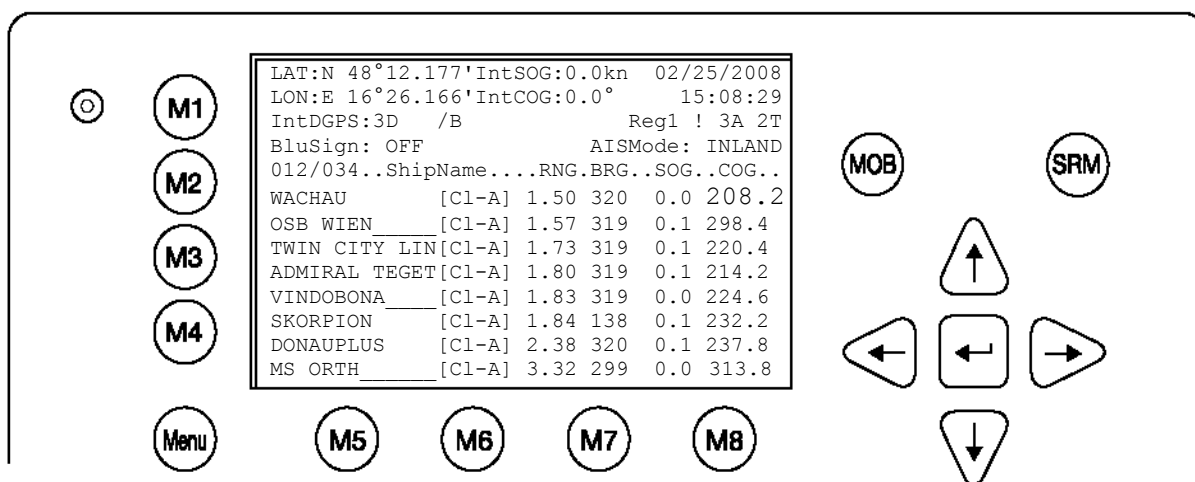 LAT:N 48°12.177'IntSOG:0.0kn 02/25/2008
LON:E 16°26.166'IntCOG:0.0° 15:08:29
IntDGPS:3D /B Reg1 ! 3A 2T
BluSign: OFF AISMode: INLAND
012/034..ShipName....RNG.BRG..SOG..COG..
WACHAU [Cl-A] 1.50 320 0.0 208.2
OSB WIEN_____[Cl-A] 1.57 319 0.1 298.4
TWIN CITY LIN[Cl-A] 1.73 319 0.1 220.4
ADMIRAL TEGET[Cl-A] 1.80 319 0.1 214.2
VINDOBONA____[Cl-A] 1.83 319 0.0 224.6
SKORPION [Cl-A] 1.84 138 0.1 232.2
DONAUPLUS [Cl-A] 2.38 320 0.1 237.8
MS ORTH______[Cl-A] 3.32 299 0.0 313.8
M1
M2
M3
M4
Menu
M5
M6
M7
M8
MOB
SRM